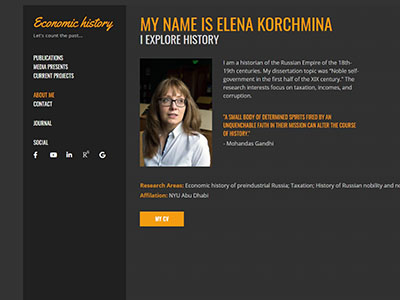 Economic history
Let's count the past...
PUBLICATIONS
MEDIA PRESENTS
CURRENT PROJECTS
ABOUT ME
CONTACT
JOURNAL
SOCIAL
MY NAME IS ELENA KORCHMINA
I EXPLORE HISTORY
I am a historian of the Russian Empire of the 18th-
19th centuries. My dissertation topic was "Noble self-
government in the first half of the XIX century." The
research interests focus on taxation, incomes, and
corruption.
"A SMALL BODY OF DETERMINED SPIRITS FIRED BY AN
UNQUENCHABLE FAITH IN THEIR MISSION CAN ALTER THE COURSE
OF HISTORY."
- Mohandas Gandhi
Research Areas: Economic history of preindustrial Russia; Taxation; History of Russian nobility and
Affilation: NYU Abu Dhabi
MY CV